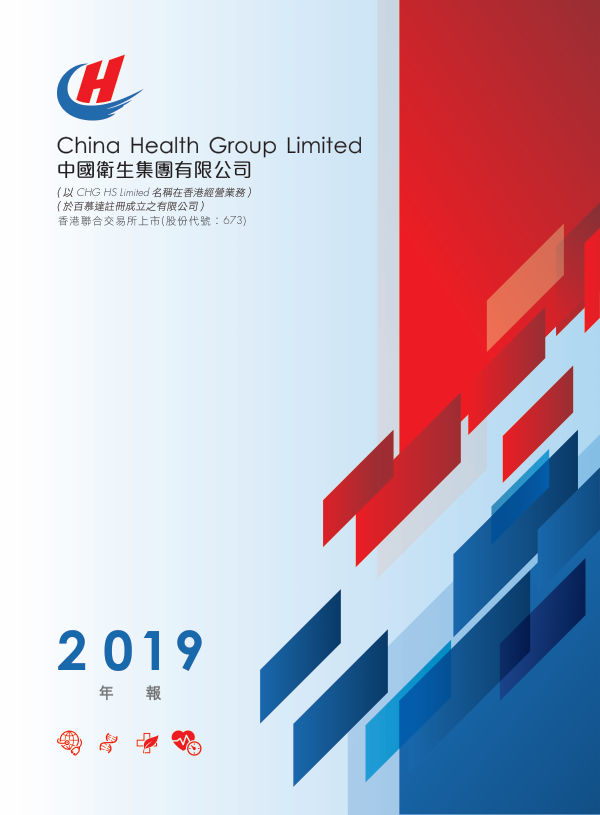 H
China Health Group Limited
中國衛生集團有限公司
(以 CHG HS Limited 名稱在香港經營業務)
(於百慕達註冊成立之有限公司)
香港聯合交易所上市(股份代號：673)
2019
年 報